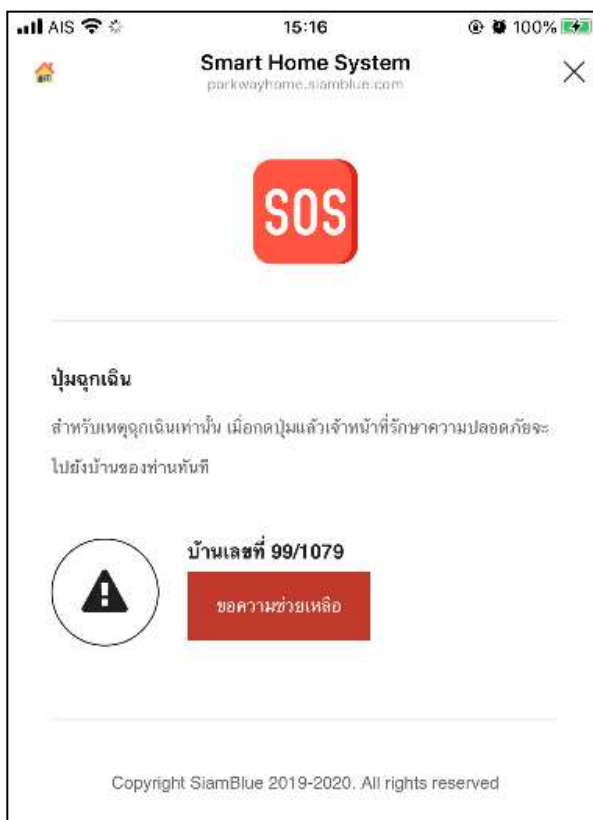 AIS 15:16 100%
Smart Home System
parkwayhome.siamblue.com
SOS
ปุ่มฉุกเฉิน
สำหรับเหตุฉุกเฉินเท่านั้น เมื่อกดปุ่มแล้วเจ้าหน้าที่รักษาความปลอดภัยจะ
ไปยังบ้านของท่านทันที
บ้านเลขที่ 99/1079
ขอความช่วยเหลือ
Copyright SiamBlue 2019-2020. All rights reserved